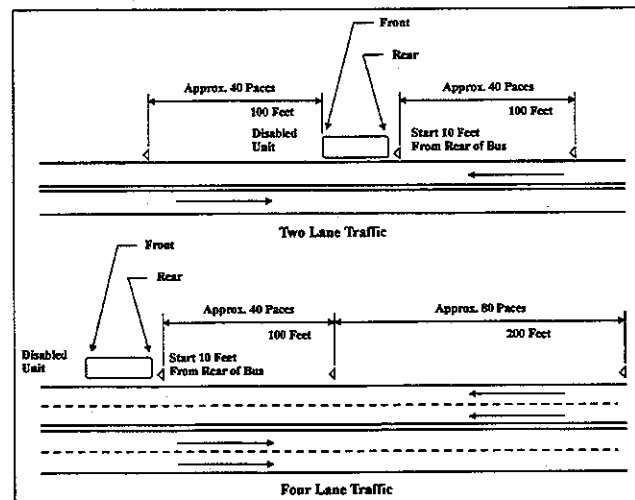 Front
Rear
Approx. 40 Paces
Approx. 40 Paces
100 Feet
100 Feet
Disabled
Unit
Start 10 Feet
From Rear of Bus
Two Lane Traffic
Front
Rear
Approx. 40 Paces
Approx. 80 Paces
100 Feet
200 Feet
Disabled
Unit
Start 10 Feet
From Rear of Bus
Four Lane Traffic